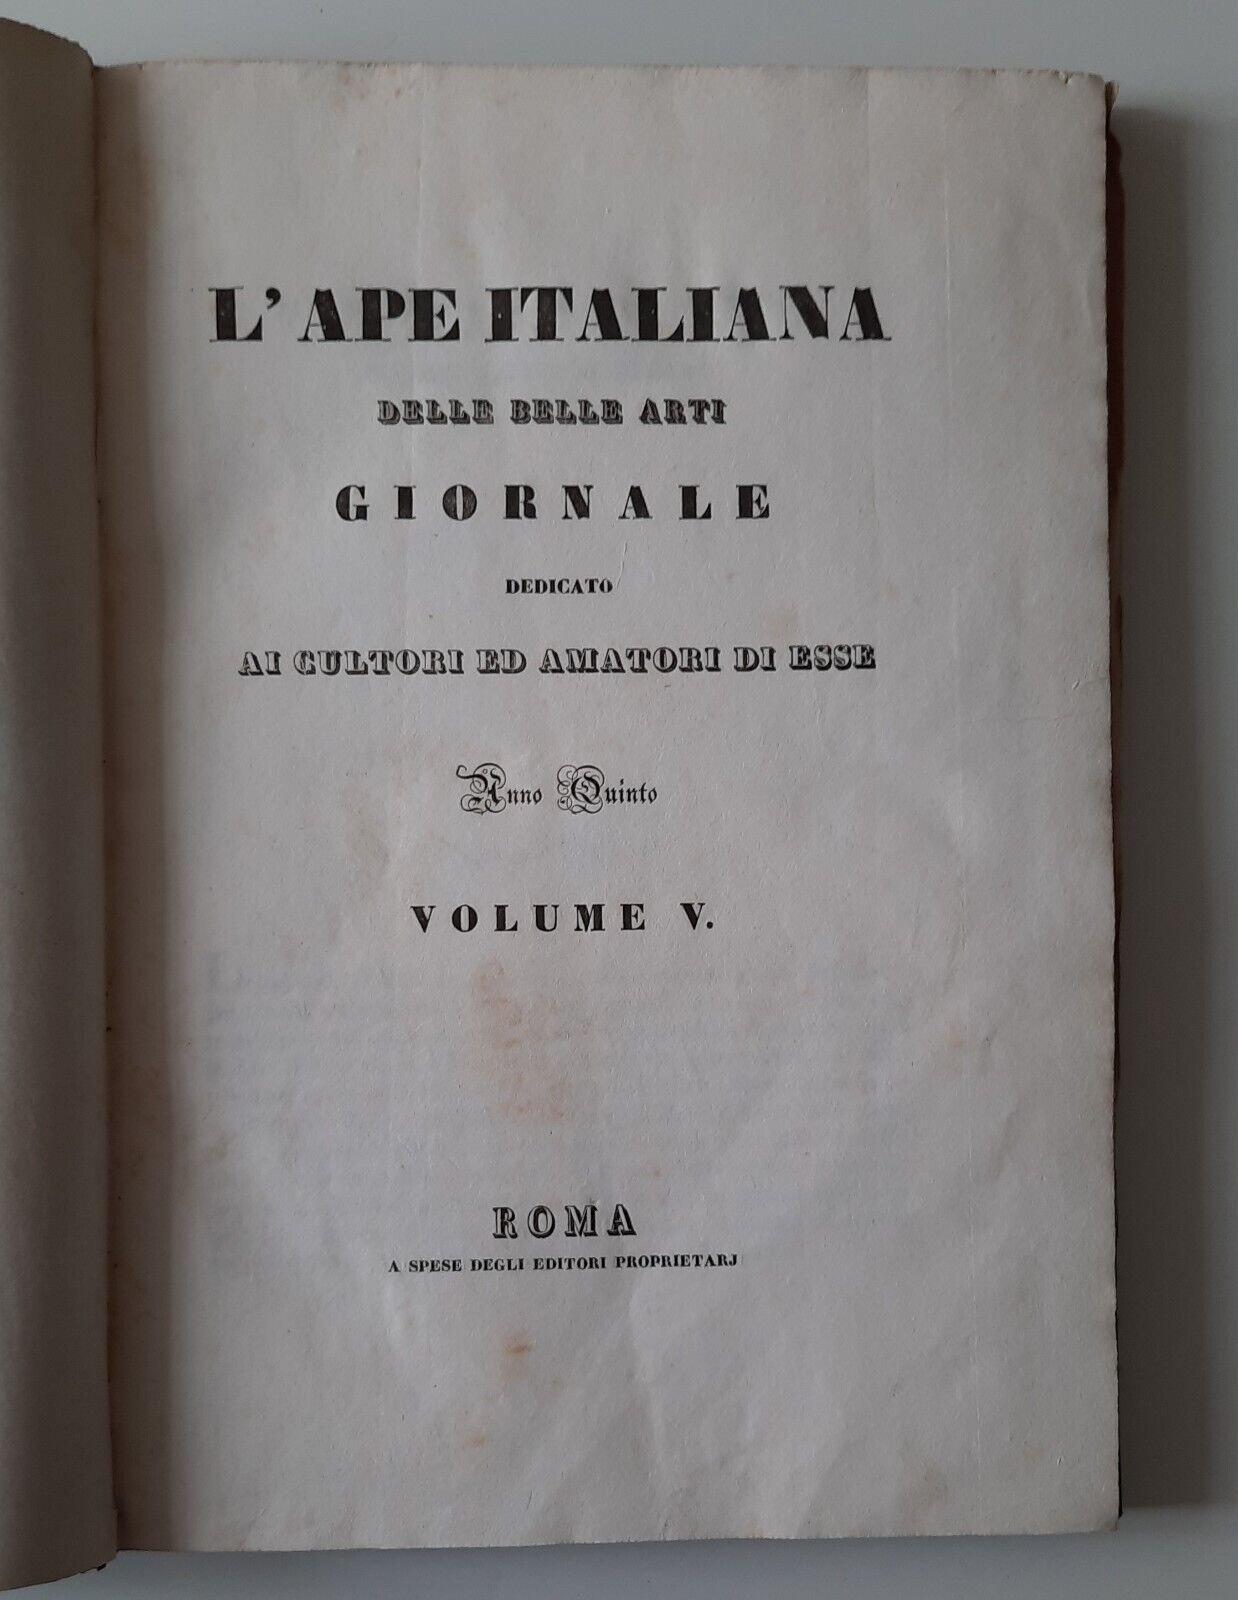 L'APE ITALIANA
DELLE BELLE ARTI
GIORNALE
DEDICATO
AI CULTORI ED AMATORI DI ESSE
Anno Quinto
VOLUME V.
ROMA
A SPESE DEGLI EDITORI PROPRIETARJ